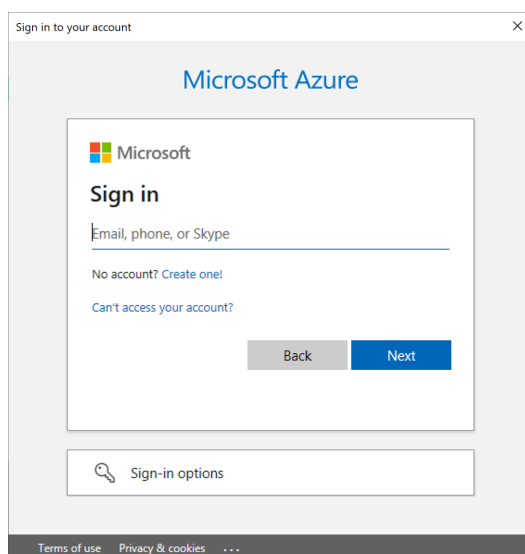 Sign in to your account
Microsoft Azure
Microsoft
Sign in
Email, phone, or Skype
No account? Create one!
Can't access your account?
Back Next
Sign-in options
Terms of use Privacy & cookies ...